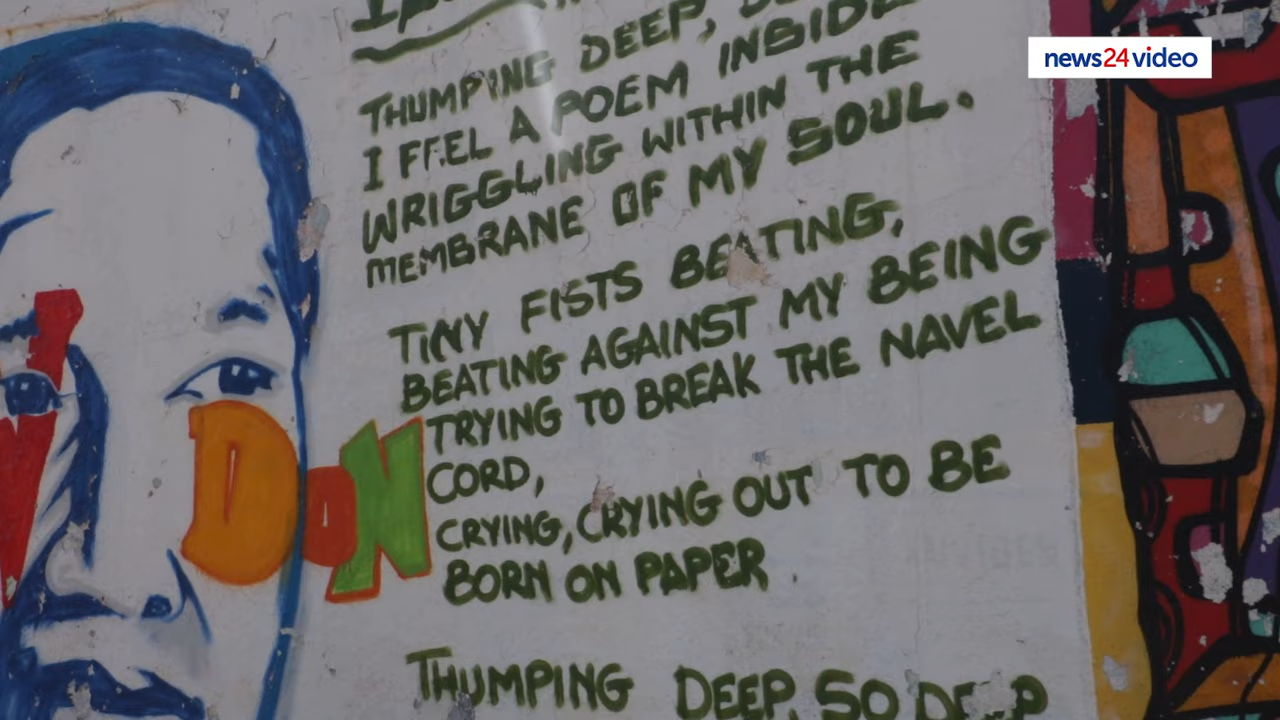 news24video
THUMPING DEEP,
I FEEL A POEM INSIDE
WRIGGLING WITHIN THE
MEMBRANE OF MY SOUL.
TINY FISTS BEATING,
BEATING AGAINST MY BEING
TRYING TO BREAK THE NAVEL
CORD,
CRYING, CRYING OUT TO BE
BORN ON PAPER.
THUMPING DEEP, SO DEEP
DON